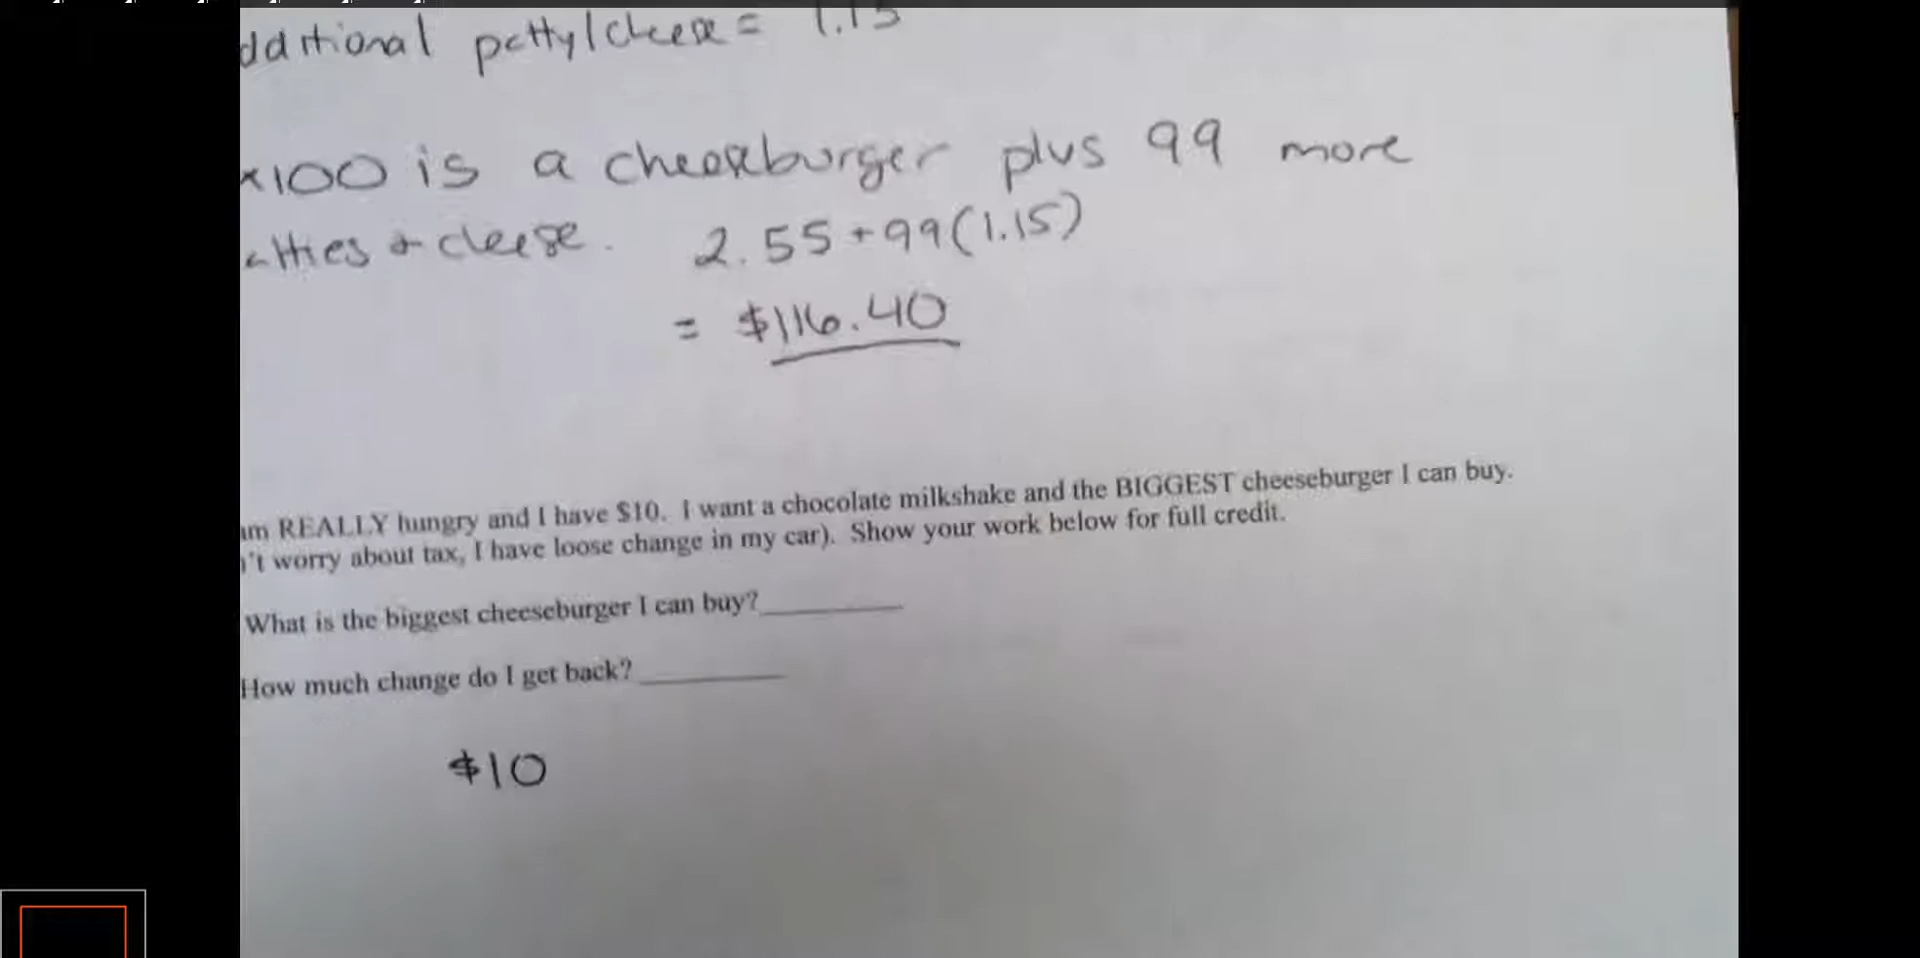 dditional patty/cheese = 1.15
x100 is a cheeseburger plus 99 more
atties + cheese. 2.55+99(1.15)
= $116.40
am REALLY hungry and I have $10. I want a chocolate milkshake and the BIGGEST cheeseburger I can buy.
n't worry about tax, I have loose change in my car). Show your work below for full credit.
What is the biggest cheeseburger I can buy?__________
How much change do I get back? __________
$10